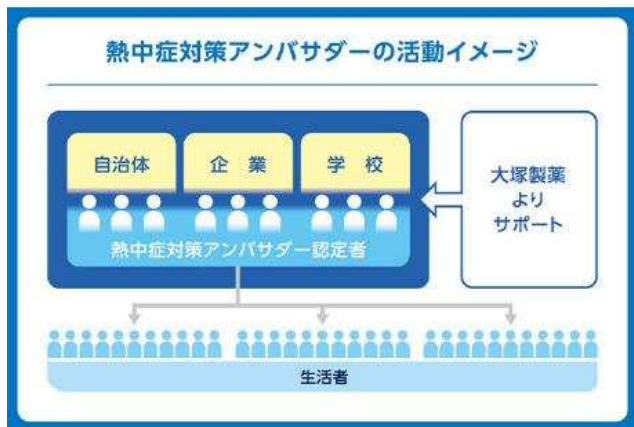 熱中症対策アンバサダーの活動イメージ
自治体
企業
学校
熱中症対策アンバサダー認定者
大塚製薬
より
サポート
生活者